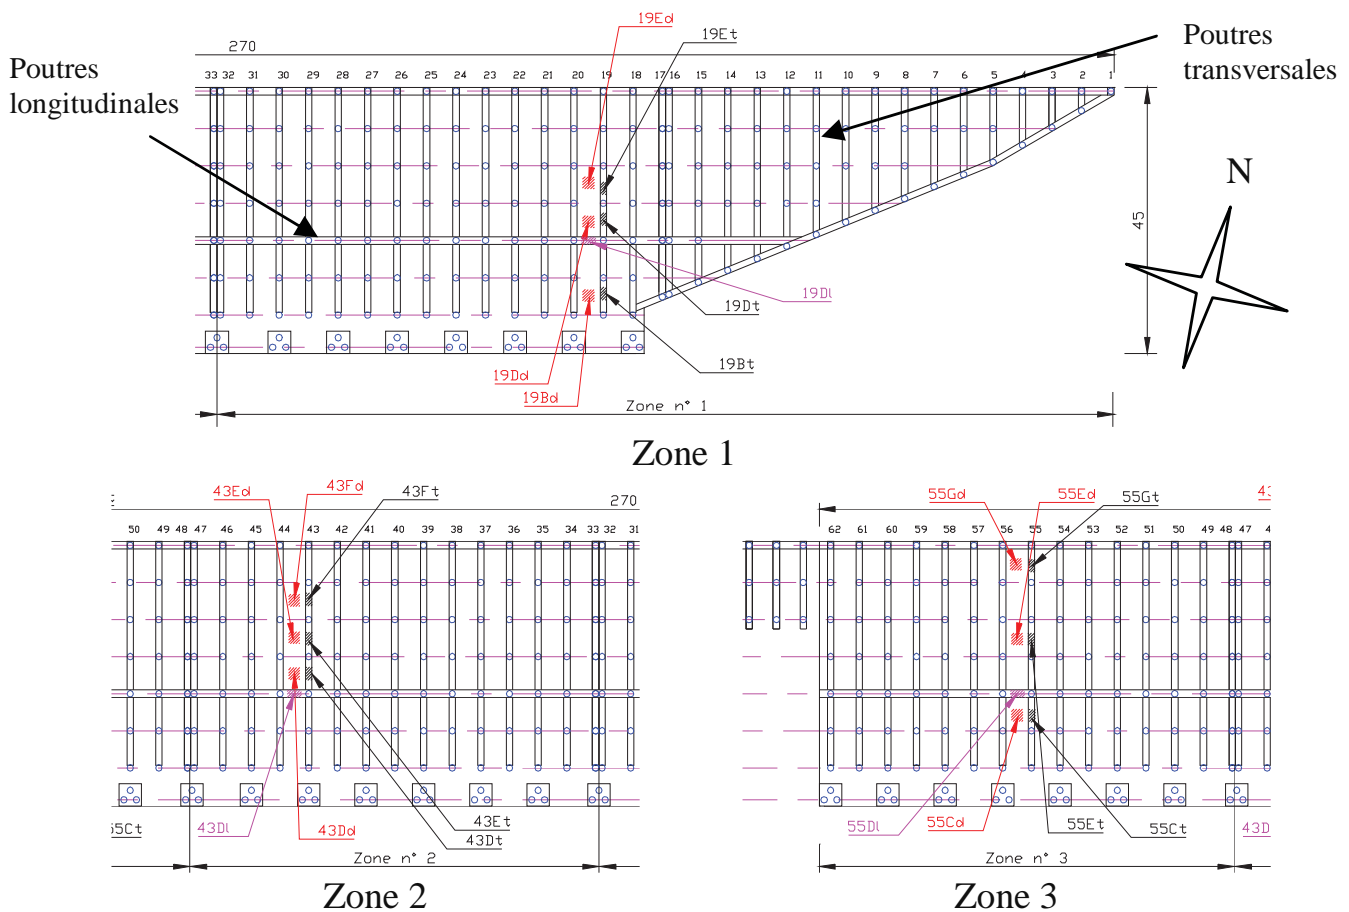 19Ed
19Et
Poutres
transversales
270
Poutres
longitudinales
33 32 31 30 29 28 27 26 25 24 23 22 21 20 19 18 17 16 15 14 13 12 11 10 9 8 7 6 5 4 3 2 1
N
45
19Dl
19Dt
19Bt
19Dd
19Bd
Zone n° 1
Zone 1
43Ed
43Fd
43Ft
270
50 49 48 47 46 45 44 43 42 41 40 39 38 37 36 35 34 33 32 31
55Ct
43Dl
43Dd
43Et
43Dt
Zone n° 2
Zone 2
55Gd
55Ed
55Gt
62 61 60 59 58 57 56 55 54 53 52 51 50 49 48 47 4
55Dl
55Cd
55Et
55Ct
43D
Zone n° 3
Zone 3